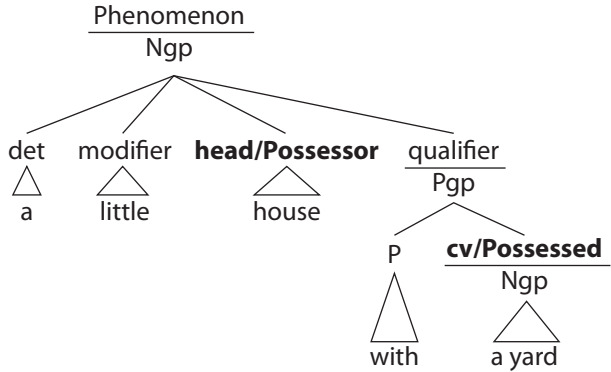 Phenomenon
Ngp
det modifier head/Possessor qualifier
Pgp
a little house
P cv/Possessed
Ngp
with a yard